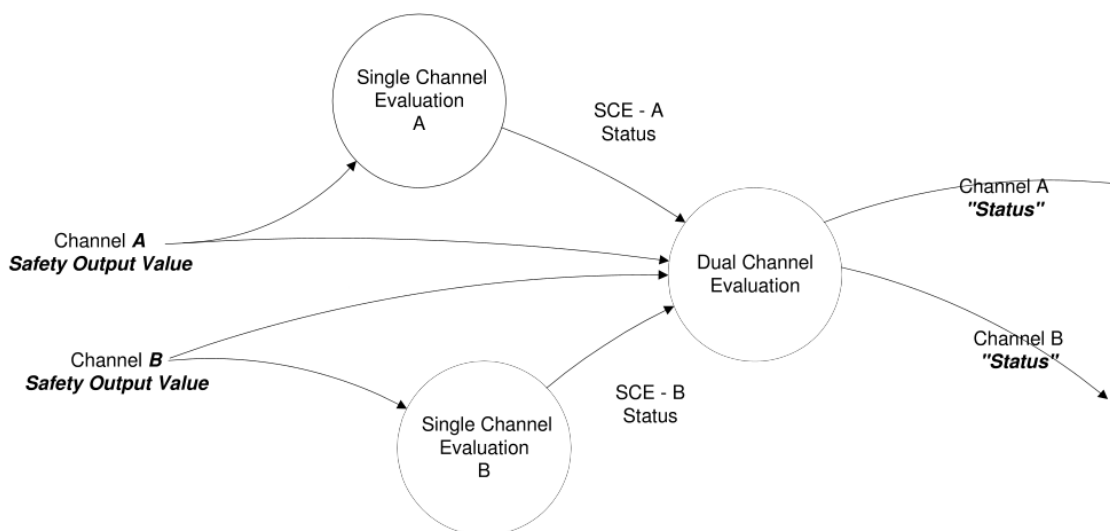 Single Channel
Evaluation
A
SCE - A
Status
Channel A
"Status"
Channel A
Safety Output Value
Dual Channel
Evaluation
Channel B
Safety Output Value
Channel B
"Status"
SCE - B
Status
Single Channel
Evaluation
B